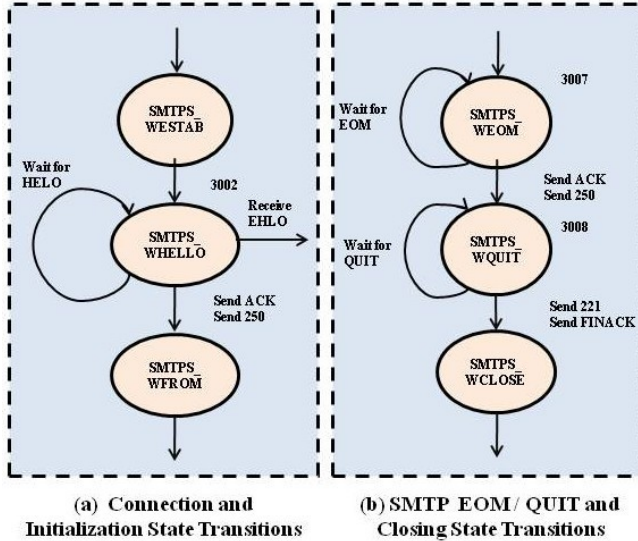 SMTPS_
WESTAB
Wait for
HELO
3002
Receive
EHLO
SMTPS_
WHELLO
Send ACK
Send 250
SMTPS_
WFROM
(a) Connection and
Initialization State Transitions
3007
Wait for
EOM
SMTPS_
WEOM
Send ACK
Send 250
3008
Wait for
QUIT
SMTPS_
WQUIT
Send 221
Send FINACK
SMTPS_
WCLOSE
(b) SMTP EOM / QUIT and
Closing State Transitions